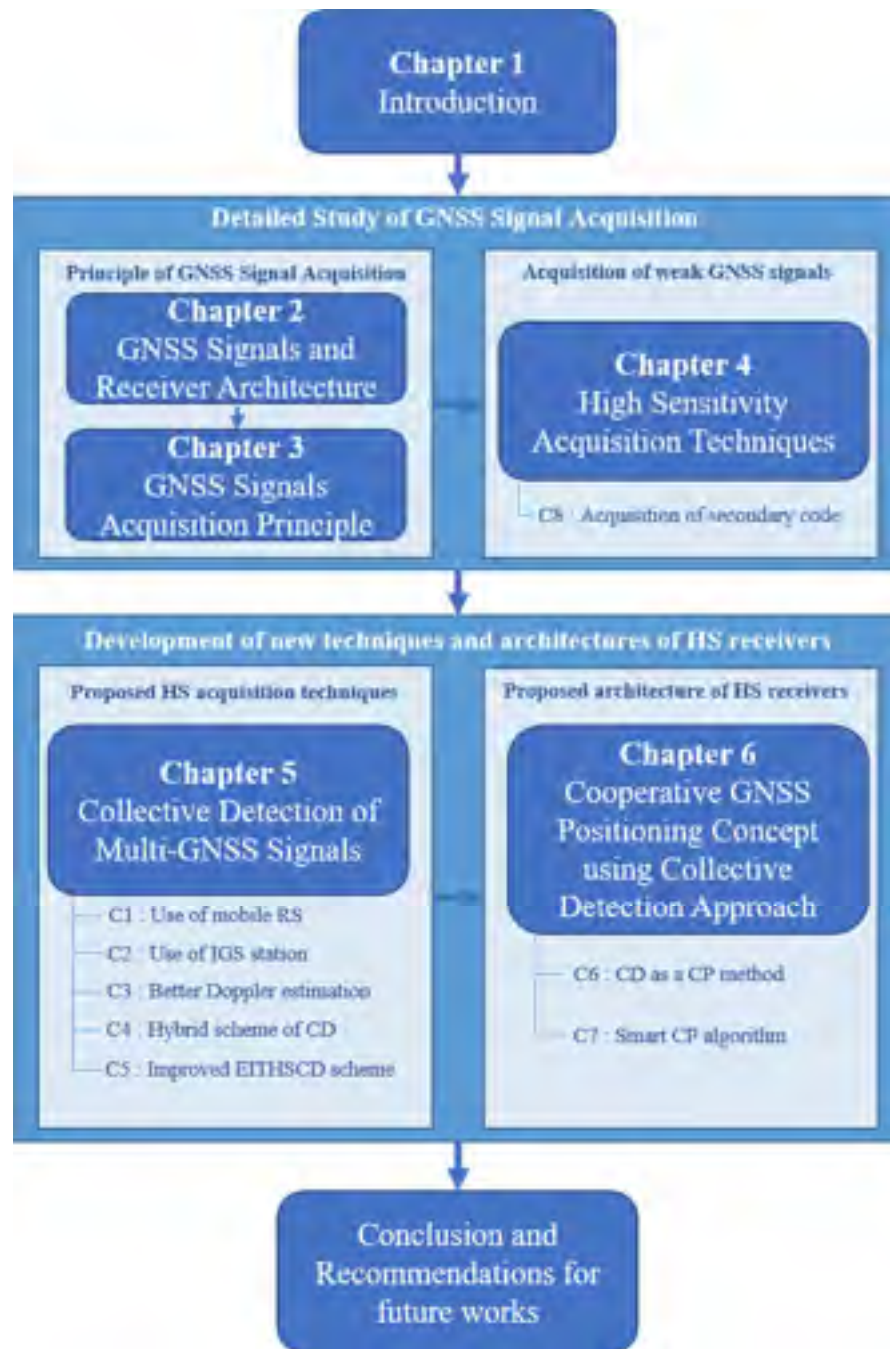 Chapter 1
Introduction
Detailed Study of GNSS Signal Acquisition
Principle of GNSS Signal Acquisition
Chapter 2
GNSS Signals and
Receiver Architecture
Chapter 3
GNSS Signals
Acquisition Principle
Acquisition of weak GNSS signals
Chapter 4
High Sensitivity
Acquisition Techniques
C8 : Acquisition of secondary code
Development of new techniques and architectures of HS receivers
Proposed HS acquisition techniques
Chapter 5
Collective Detection of
Multi-GNSS Signals
C1 : Use of mobile RS
C2 : Use of IGS station
C3 : Better Doppler estimation
C4 : Hybrid scheme of CD
C5 : Improved EITHSCD scheme
Proposed architecture of HS receivers
Chapter 6
Cooperative GNSS
Positioning Concept
using Collective
Detection Approach
C6 : CD as a CP method
C7 : Smart CP algorithm
Conclusion and
Recommendations for
future works